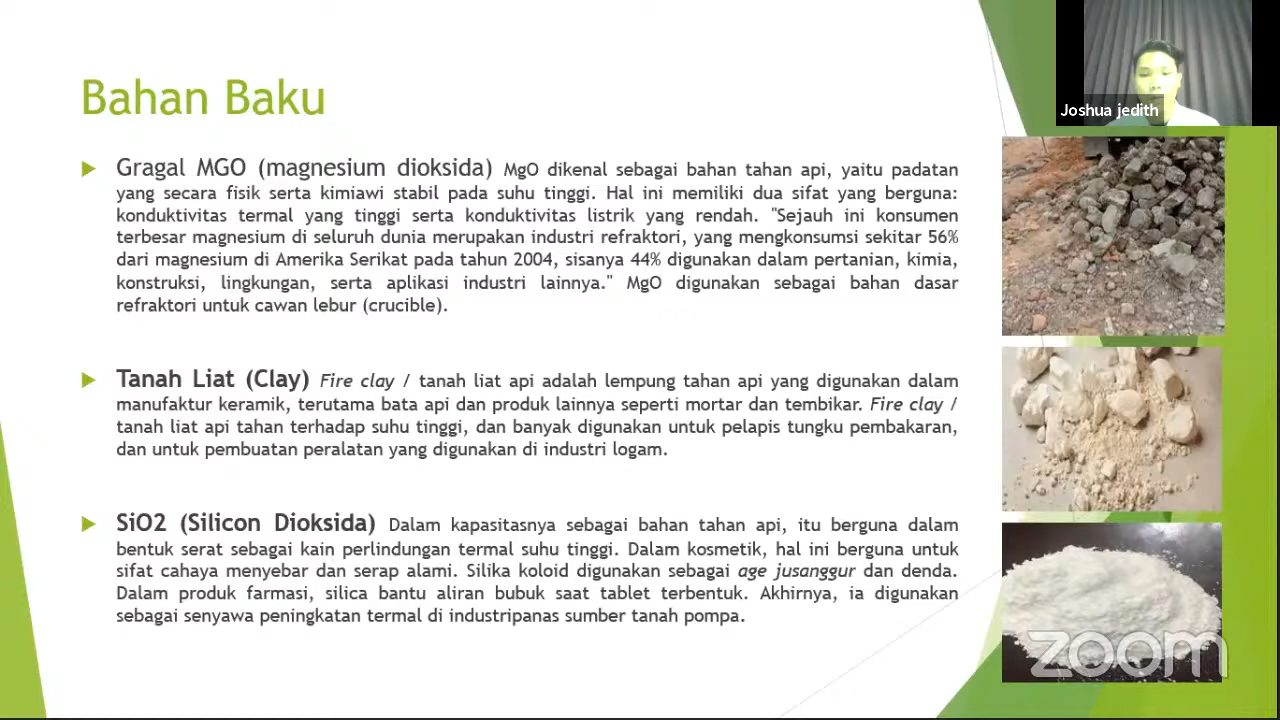 Bahan Baku
Joshua jedith
Gragal MGO (magnesium dioksida) MgO dikenal sebagai bahan tahan api, yaitu padatan
yang secara fisik serta kimiawi stabil pada suhu tinggi. Hal ini memiliki dua sifat yang berguna:
konduktivitas termal yang tinggi serta konduktivitas listrik yang rendah. "Sejauh ini konsumen
terbesar magnesium di seluruh dunia merupakan industri refraktori, yang mengkonsumsi sekitar 56%
dari magnesium di Amerika Serikat pada tahun 2004, sisanya 44% digunakan dalam pertanian, kimia,
konstruksi, lingkungan, serta aplikasi industri lainnya." MgO digunakan sebagai bahan dasar
refraktori untuk cawan lebur (crucible).
Tanah Liat (Clay) Fire clay / tanah liat api adalah lempung tahan api yang digunakan dalam
manufaktur keramik, terutama bata api dan produk lainnya seperti mortar dan tembikar. Fire clay /
tanah liat api tahan terhadap suhu tinggi, dan banyak digunakan untuk pelapis tungku pembakaran,
dan untuk pembuatan peralatan yang digunakan di industri logam.
SiO2 (Silicon Dioksida) Dalam kapasitasnya sebagai bahan tahan api, itu berguna dalam
bentuk serat sebagai kain perlindungan termal suhu tinggi. Dalam kosmetik, hal ini berguna untuk
sifat cahaya menyebar dan serap alami. Silika koloid digunakan sebagai age jusanggur dan denda.
Dalam produk farmasi, silica bantu aliran bubuk saat tablet terbentuk. Akhirnya, ia digunakan
sebagai senyawa peningkatan termal di industripanas sumber tanah pompa.
zoom